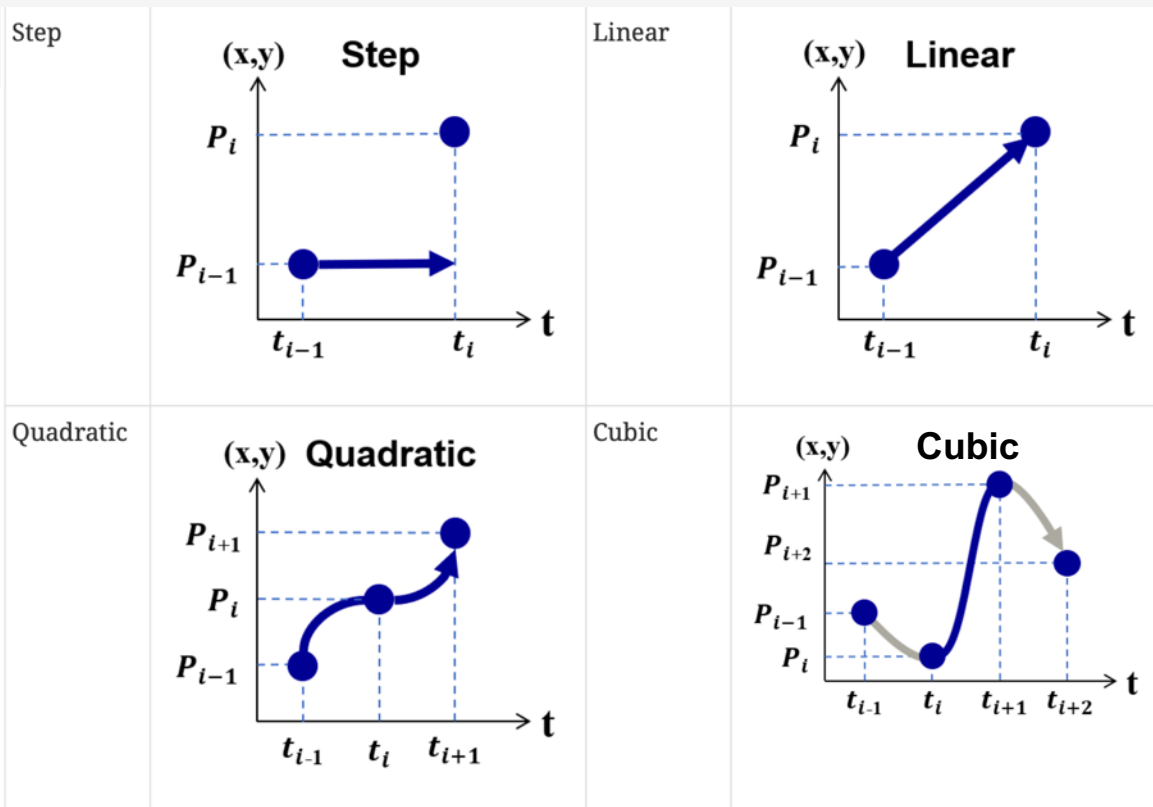 Step
(x,y) Step
P_i
P_{i−1}
t
t_{i−1} t_i
Linear
(x,y) Linear
P_i
P_{i−1}
t
t_{i−1} t_i
Quadratic
(x,y) Quadratic
P_{i+1}
P_i
P_{i−1}
t
t_{i-1} t_i t_{i+1}
Cubic
(x,y) Cubic
P_{i+1}
P_{i+2}
P_{i−1}
P_i
t
t_{i-1} t_i t_{i+1} t_{i+2}